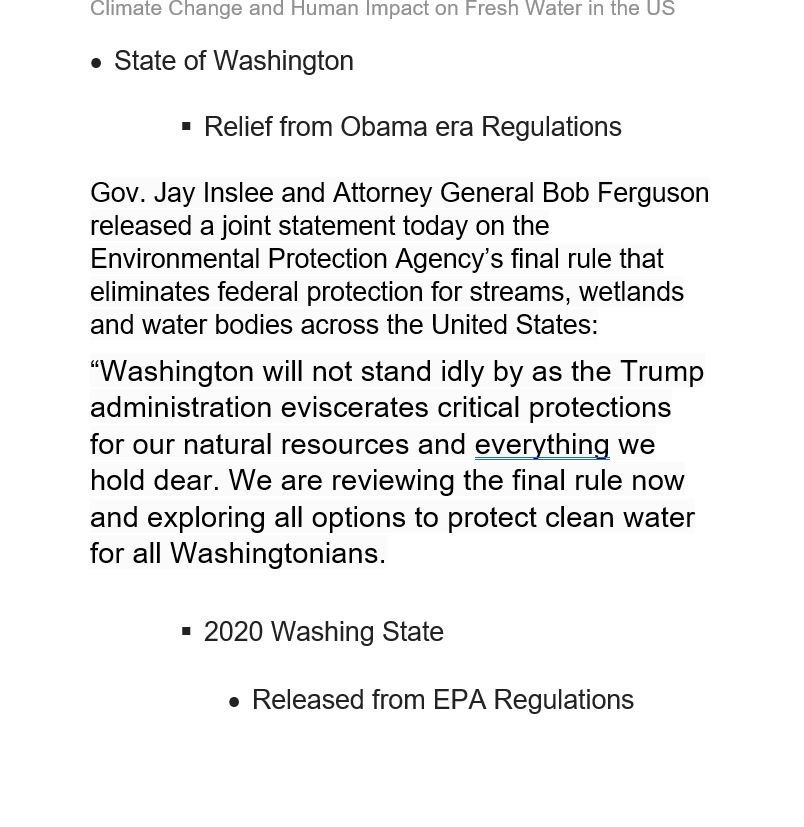 Climate Change and Human Impact on Fresh Water in the US
• State of Washington
▪ Relief from Obama era Regulations
Gov. Jay Inslee and Attorney General Bob Ferguson
released a joint statement today on the
Environmental Protection Agency’s final rule that
eliminates federal protection for streams, wetlands
and water bodies across the United States:
“Washington will not stand idly by as the Trump
administration eviscerates critical protections
for our natural resources and everything we
hold dear. We are reviewing the final rule now
and exploring all options to protect clean water
for all Washingtonians.
▪ 2020 Washing State
• Released from EPA Regulations